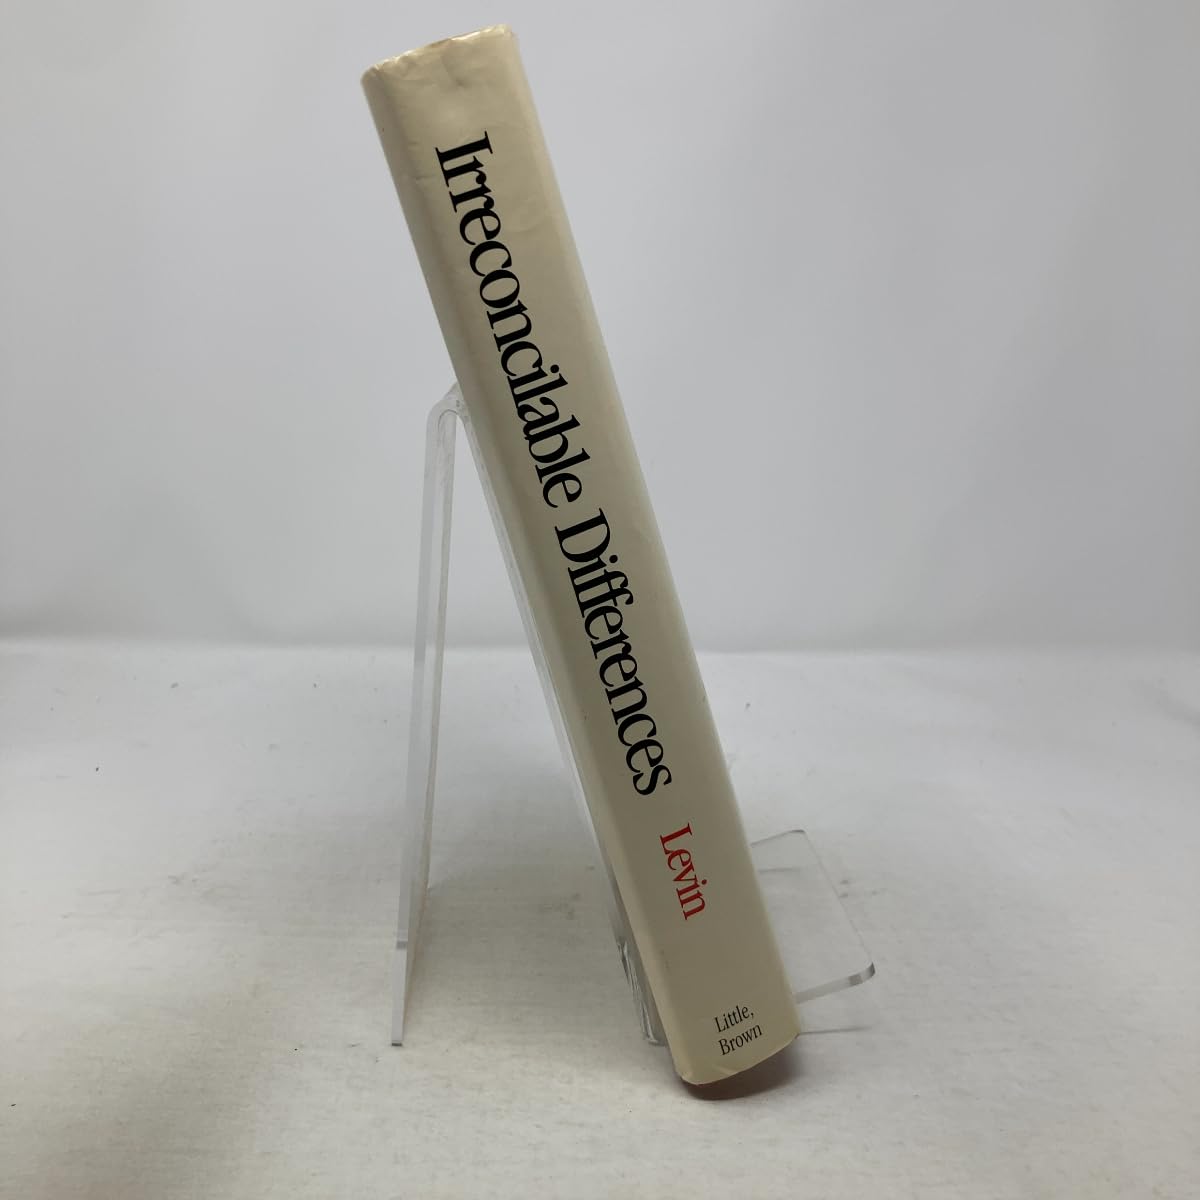 Irreconcilable Differences
Levin
Little,
Brown